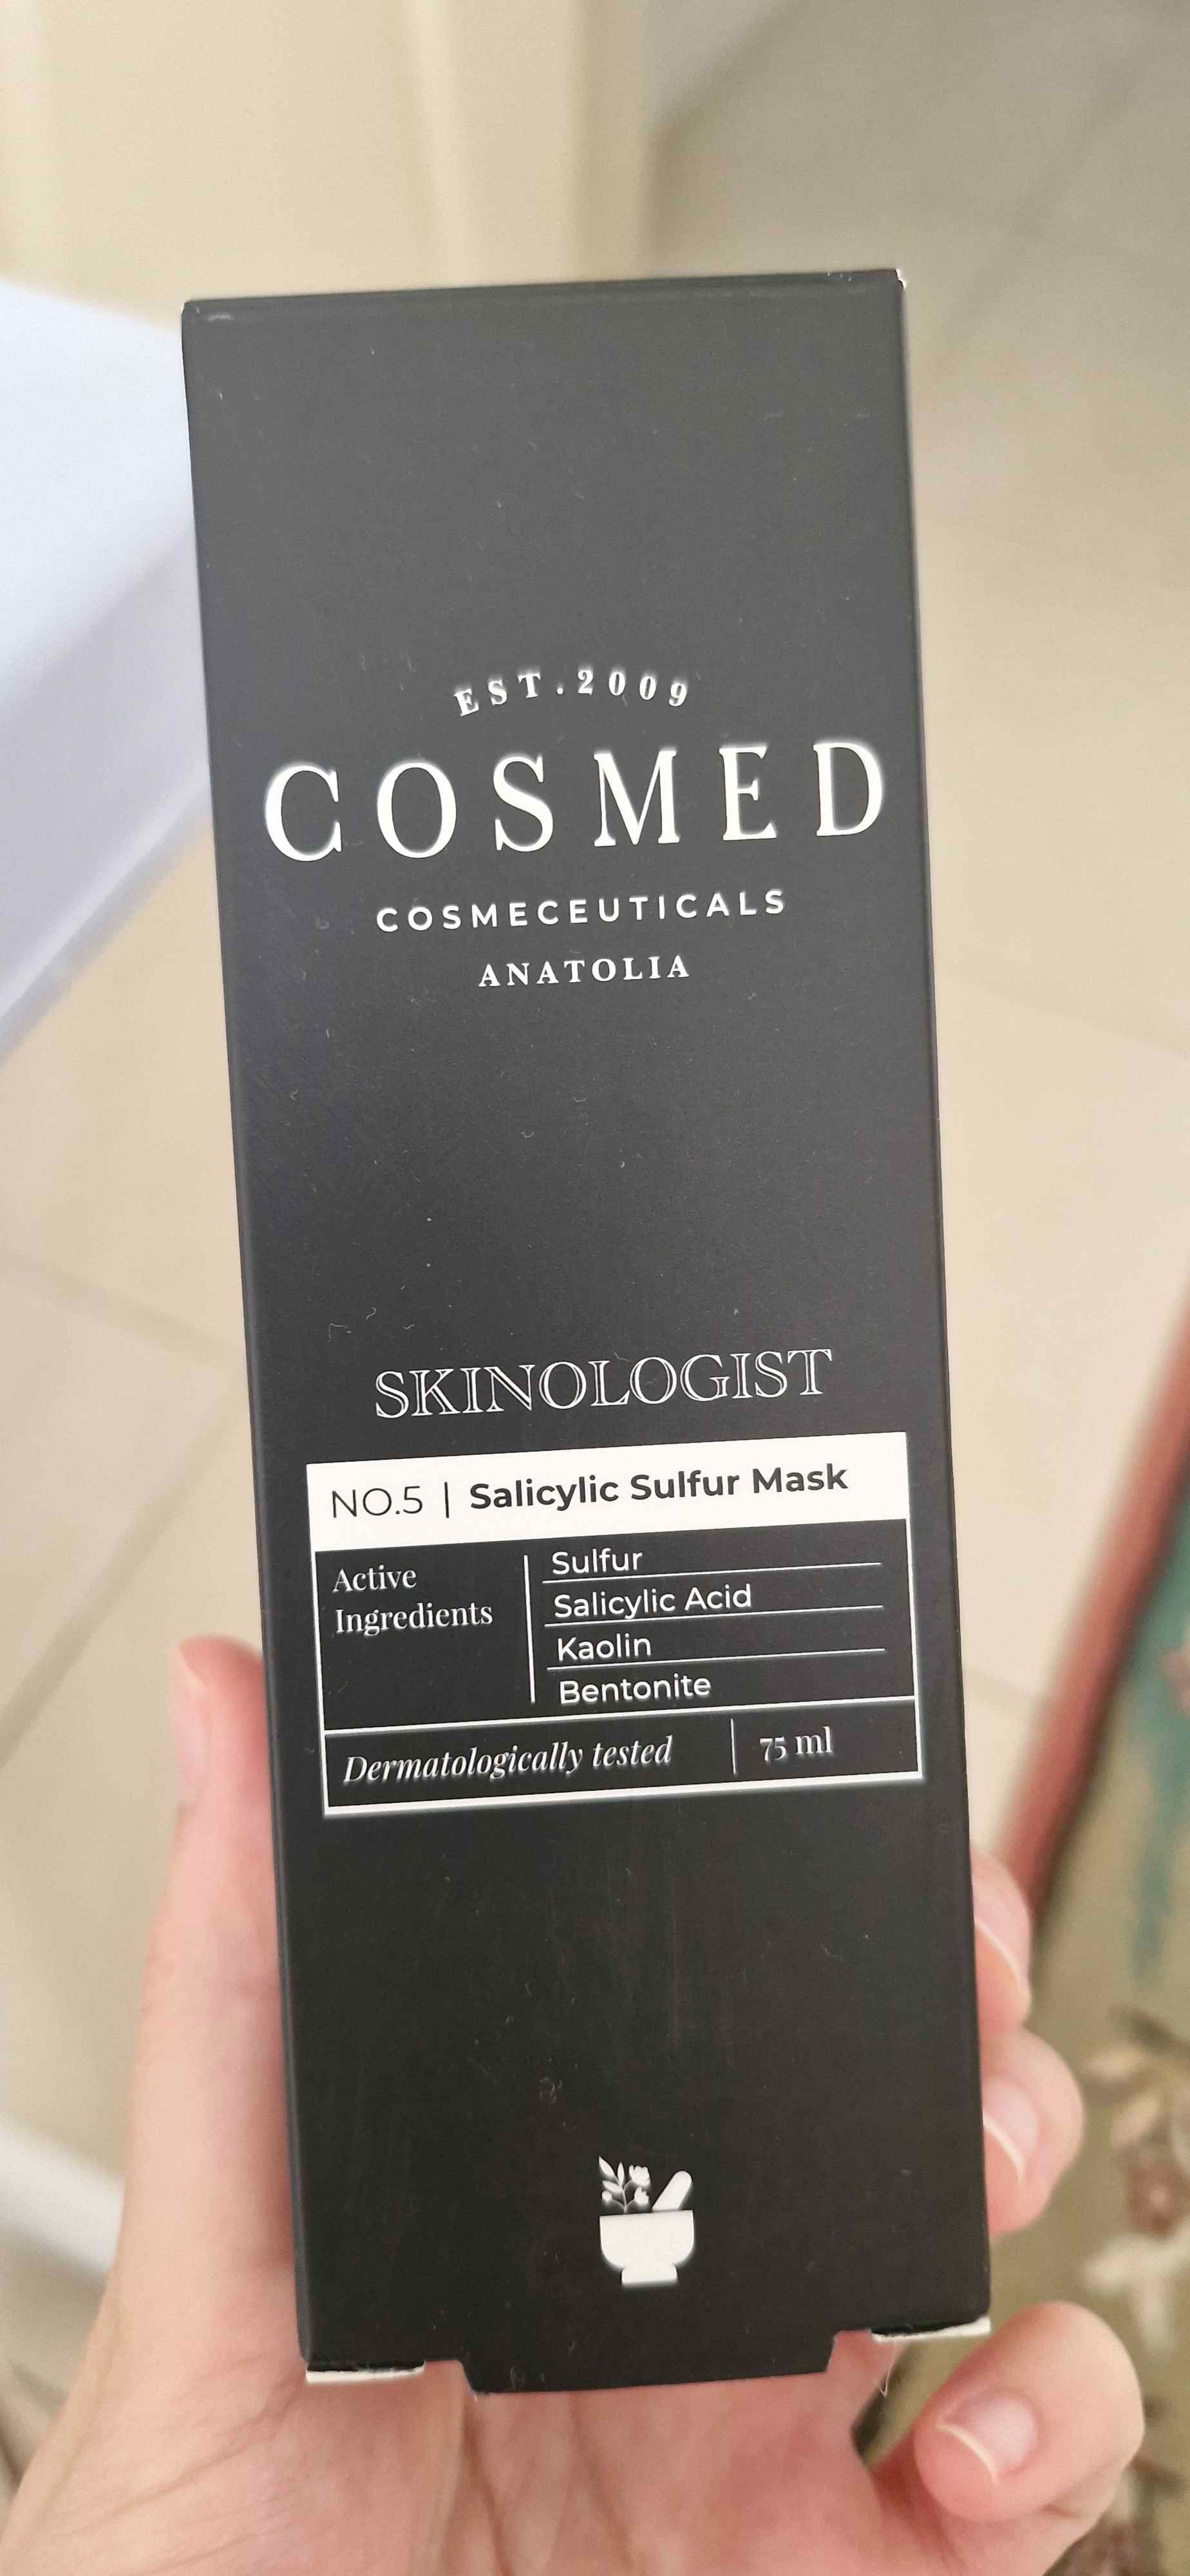 EST.2009
COSMED
COSMECEUTICALS
ANATOLIA
SKINOLOGIST
NO.5 | Salicylic Sulfur Mask
Active
Ingredients
Sulfur
Salicylic Acid
Kaolin
Bentonite
Dermatologically tested
75 ml